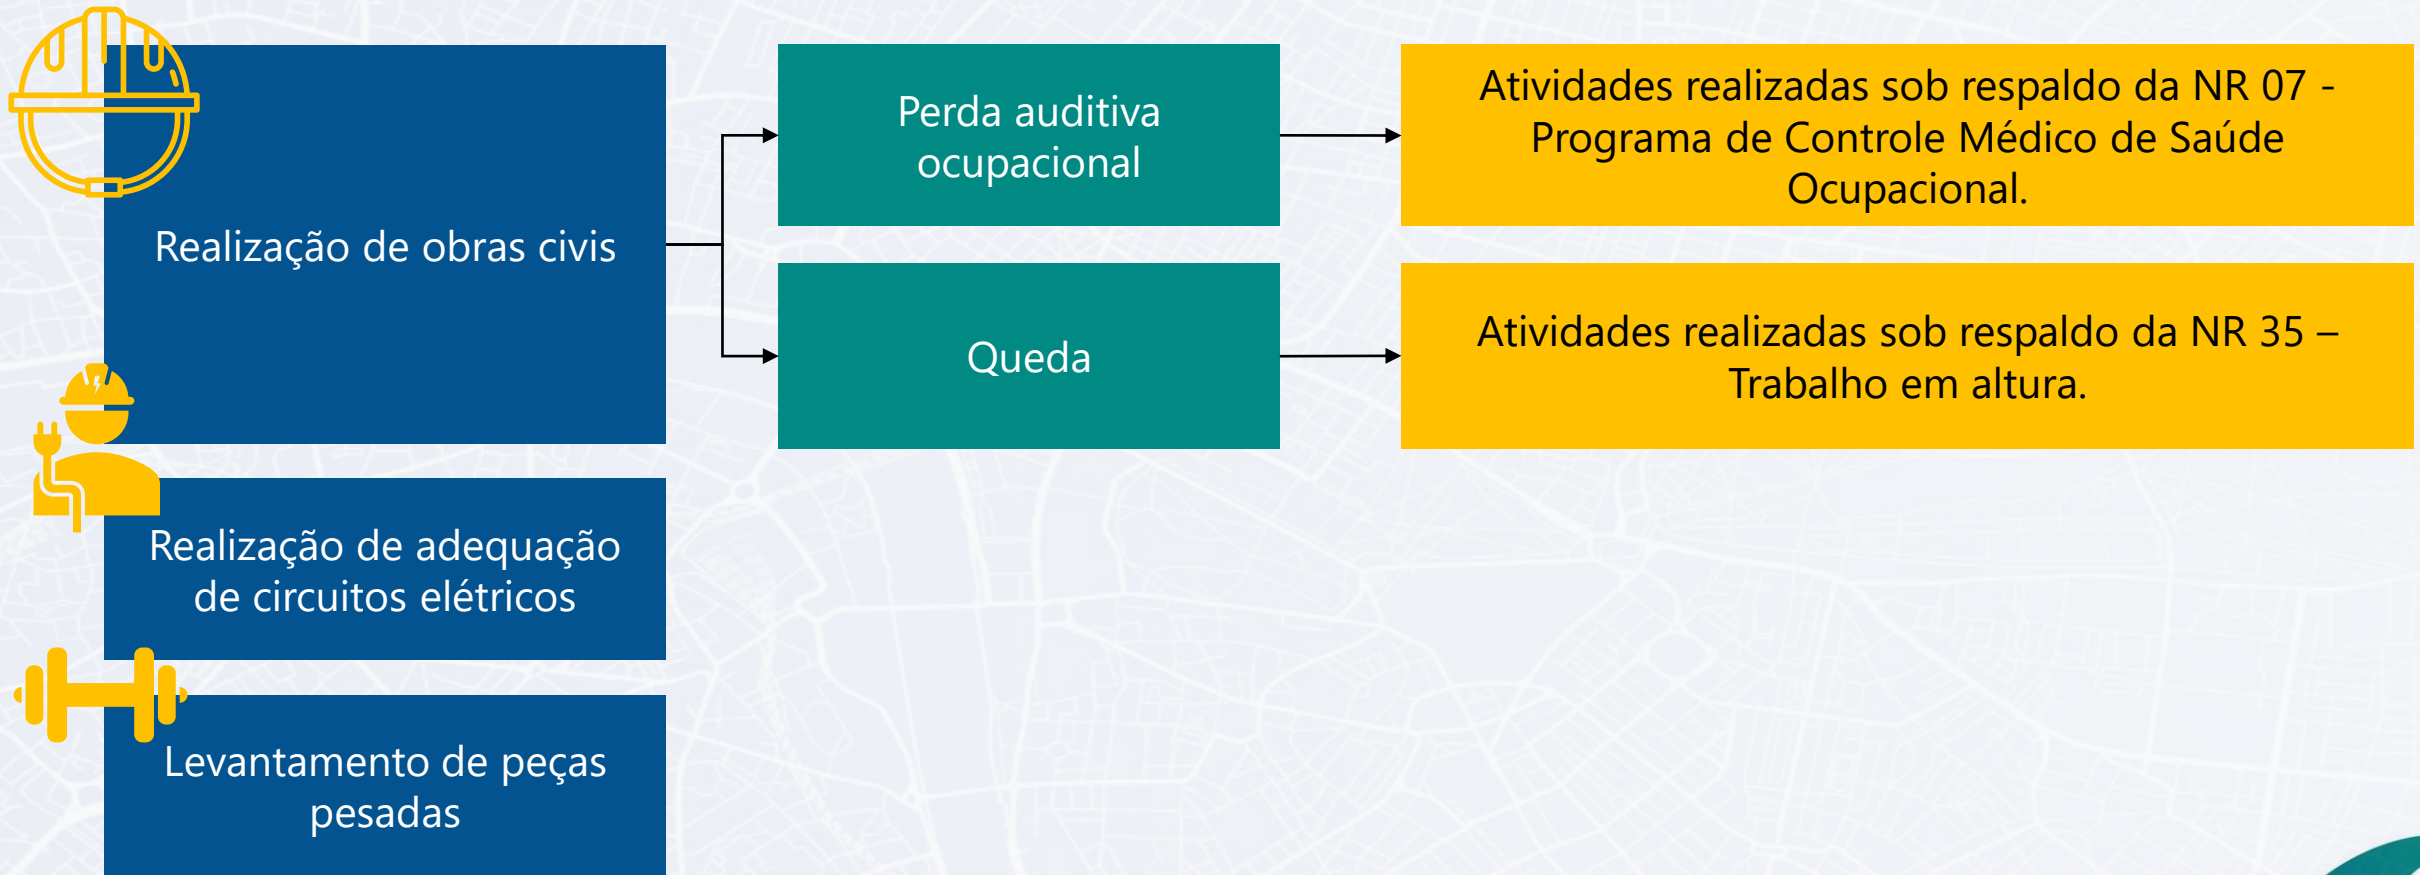 Realização de obras civis
Perda auditiva
ocupacional
Atividades realizadas sob respaldo da NR 07 -
Programa de Controle Médico de Saúde
Ocupacional.
Queda
Atividades realizadas sob respaldo da NR 35 –
Trabalho em altura.
Realização de adequação
de circuitos elétricos
Levantamento de peças
pesadas